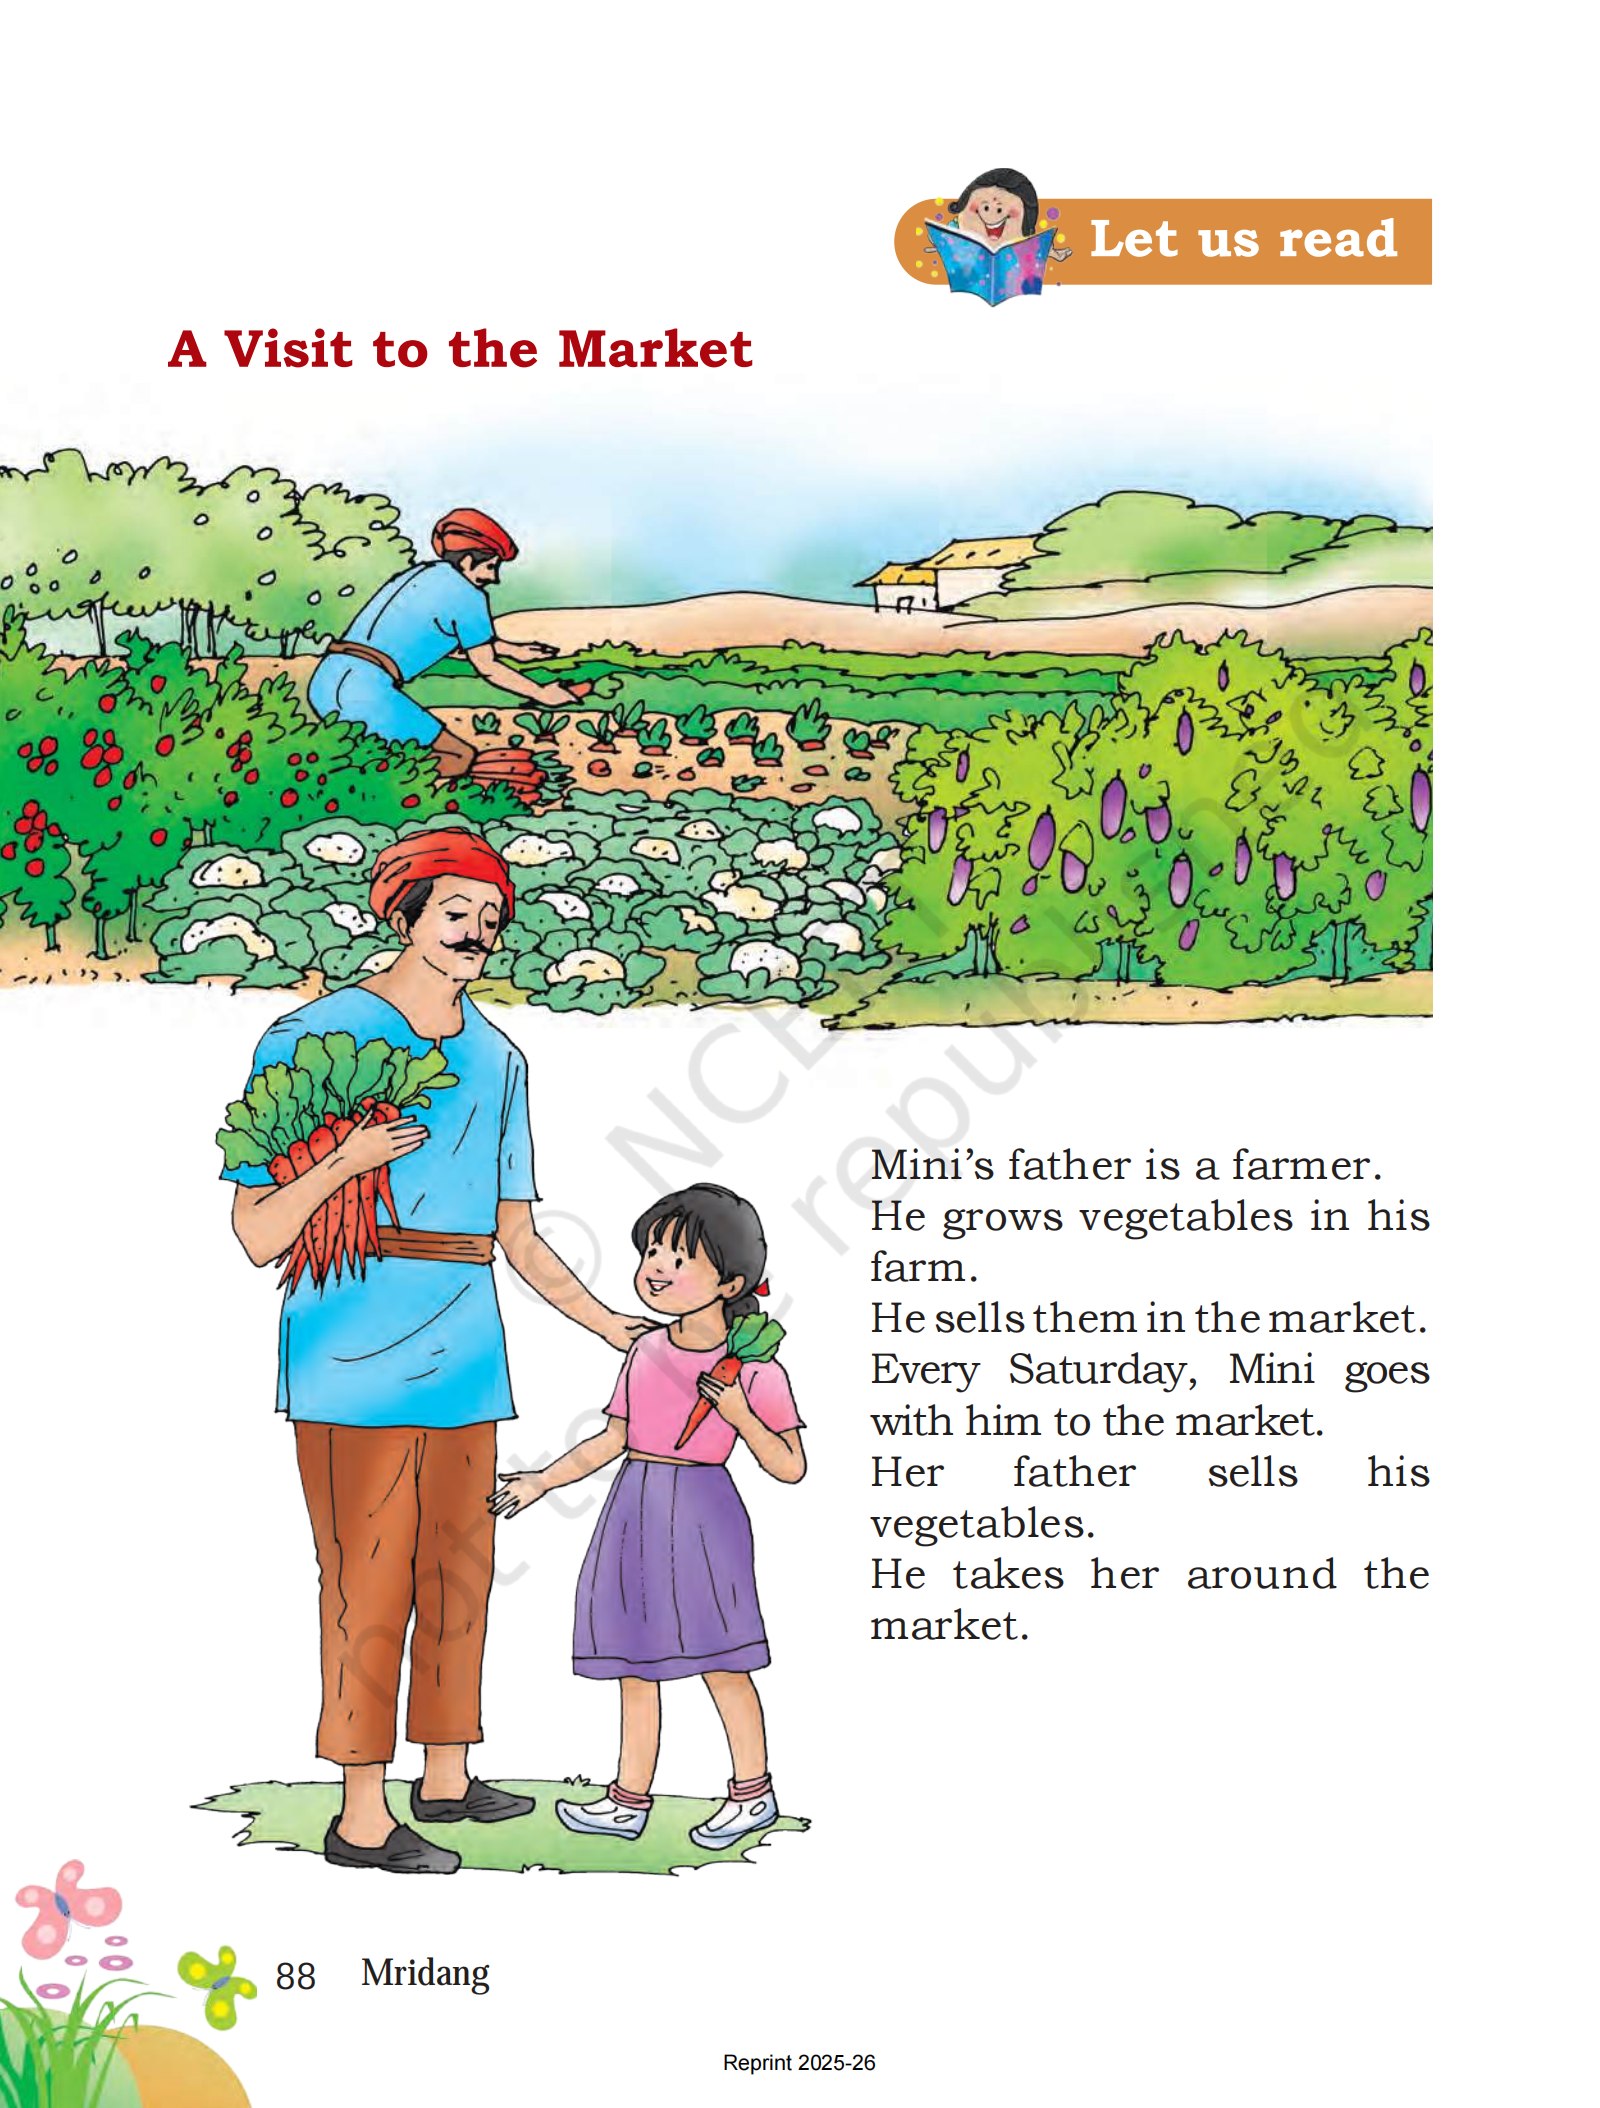 Let us read
A Visit to the Market
Mini’s father is a farmer.
He grows vegetables in his
farm.
He sells them in the market.
Every Saturday, Mini goes
with him to the market.
Her father sells his
vegetables.
He takes her around the
market.
© NCERT
not to be republished
88 Mridang
Reprint 2025-26